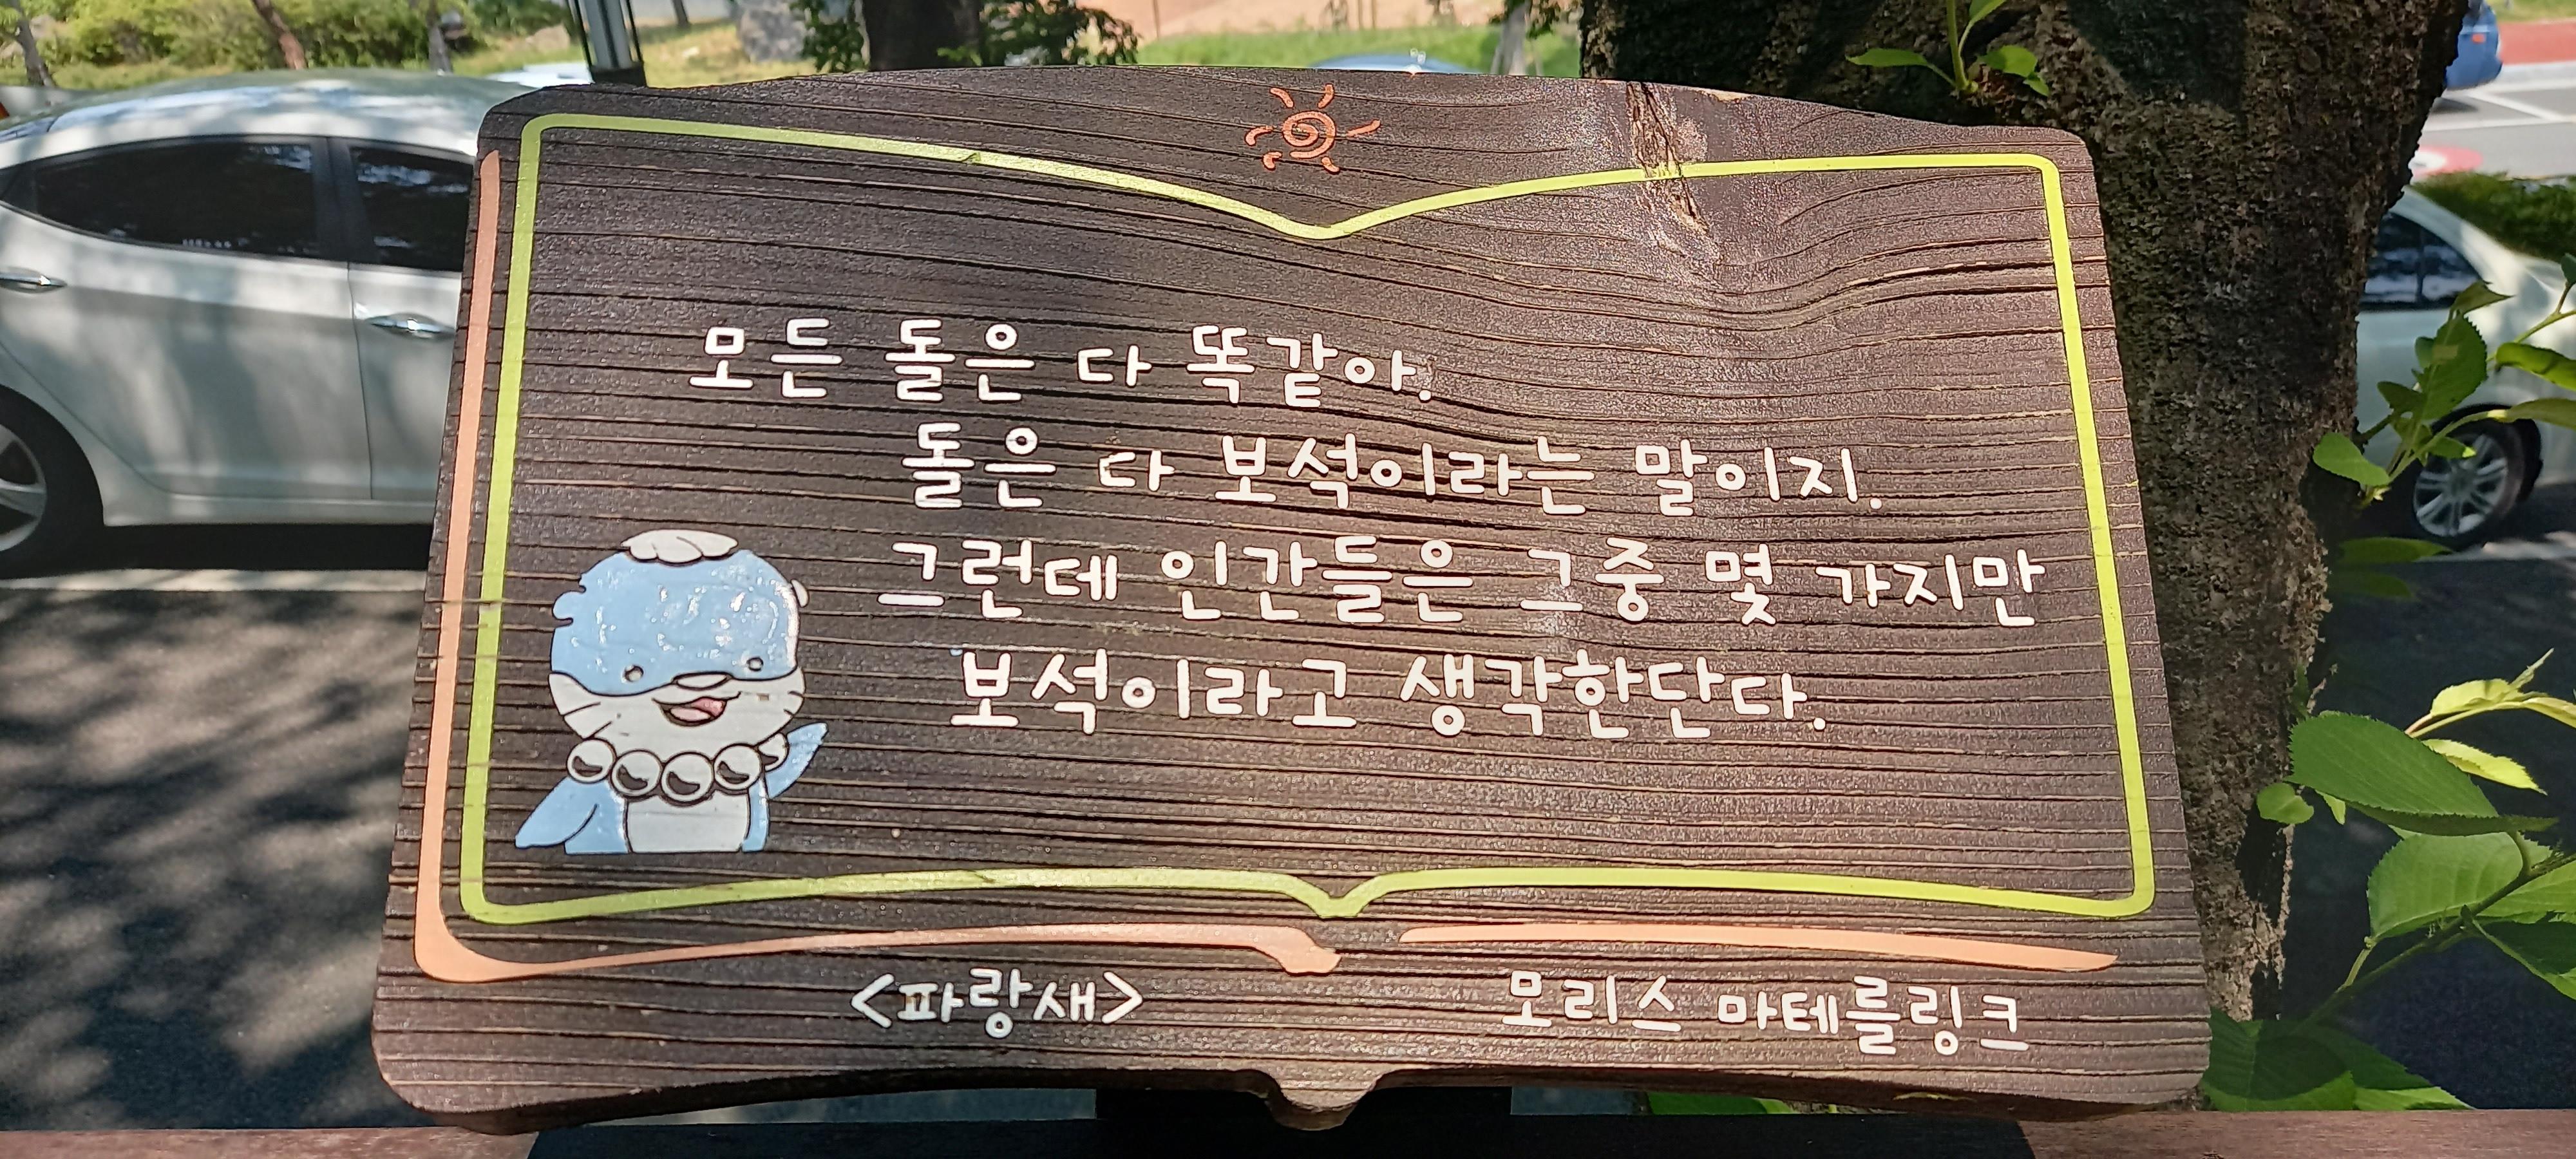 모든 돌은 다 똑같아.
돌은 다 보석이라는 말이지.
그런데 인간들은 그중 몇 가지만
보석이라고 생각한단다.
<파랑새> 모리스 마테를링크